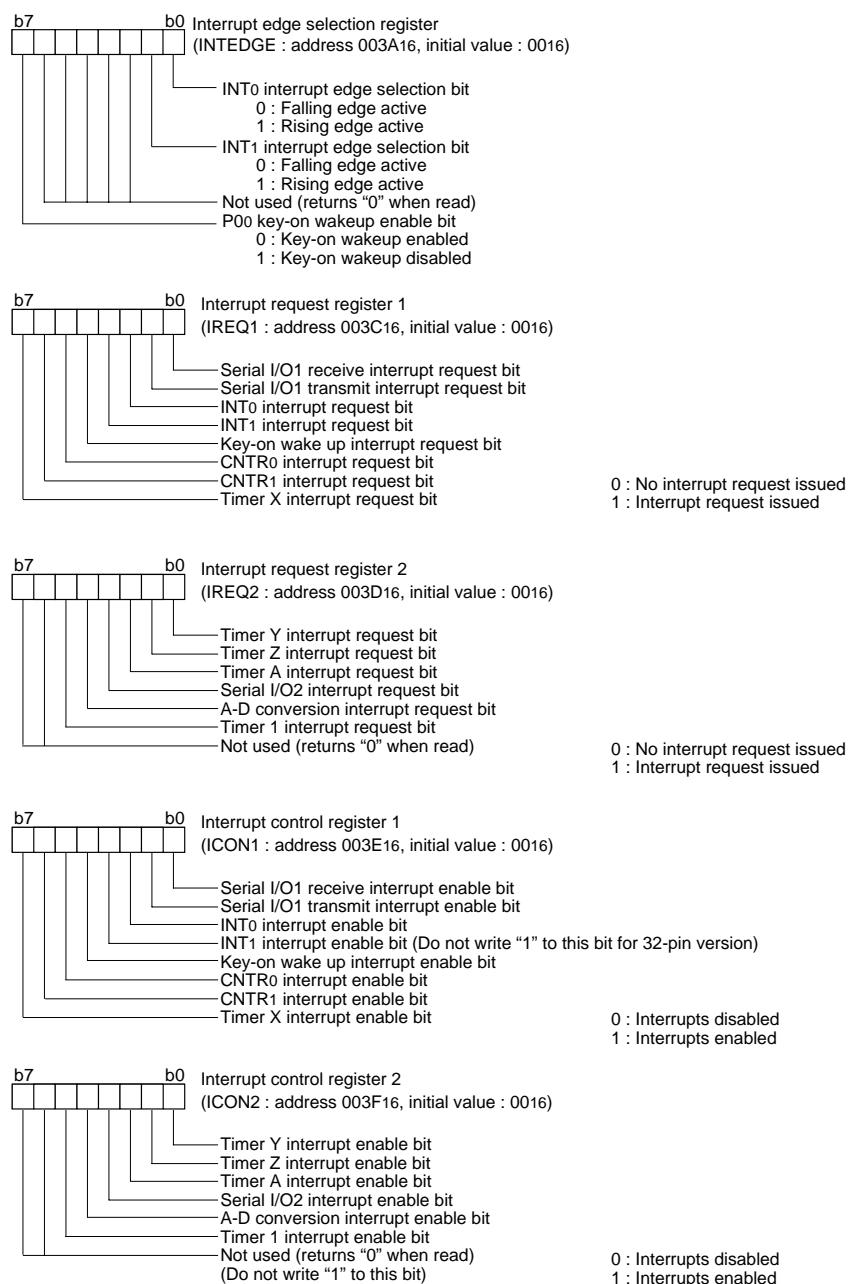 b7 b0 Interrupt edge selection register
(INTEDGE : address 003A16, initial value : 0016)
INT0 interrupt edge selection bit
0 : Falling edge active
1 : Rising edge active
INT1 interrupt edge selection bit
0 : Falling edge active
1 : Rising edge active
Not used (returns “0” when read)
P00 key-on wakeup enable bit
0 : Key-on wakeup enabled
1 : Key-on wakeup disabled
b7 b0 Interrupt request register 1
(IREQ1 : address 003C16, initial value : 0016)
Serial I/O1 receive interrupt request bit
Serial I/O1 transmit interrupt request bit
INT0 interrupt request bit
INT1 interrupt request bit
Key-on wake up interrupt request bit
CNTR0 interrupt request bit
CNTR1 interrupt request bit
Timer X interrupt request bit
0 : No interrupt request issued
1 : Interrupt request issued
b7 b0 Interrupt request register 2
(IREQ2 : address 003D16, initial value : 0016)
Timer Y interrupt request bit
Timer Z interrupt request bit
Timer A interrupt request bit
Serial I/O2 interrupt request bit
A-D conversion interrupt request bit
Timer 1 interrupt request bit
Not used (returns “0” when read)
0 : No interrupt request issued
1 : Interrupt request issued
b7 b0 Interrupt control register 1
(ICON1 : address 003E16, initial value : 0016)
Serial I/O1 receive interrupt enable bit
Serial I/O1 transmit interrupt enable bit
INT0 interrupt enable bit
INT1 interrupt enable bit (Do not write “1” to this bit for 32-pin version)
Key-on wake up interrupt enable bit
CNTR0 interrupt enable bit
CNTR1 interrupt enable bit
Timer X interrupt enable bit
0 : Interrupts disabled
1 : Interrupts enabled
b7 b0 Interrupt control register 2
(ICON2 : address 003F16, initial value : 0016)
Timer Y interrupt enable bit
Timer Z interrupt enable bit
Timer A interrupt enable bit
Serial I/O2 interrupt enable bit
A-D conversion interrupt enable bit
Timer 1 interrupt enable bit
Not used (returns “0” when read)
(Do not write “1” to this bit)
0 : Interrupts disabled
1 : Interrupts enabled